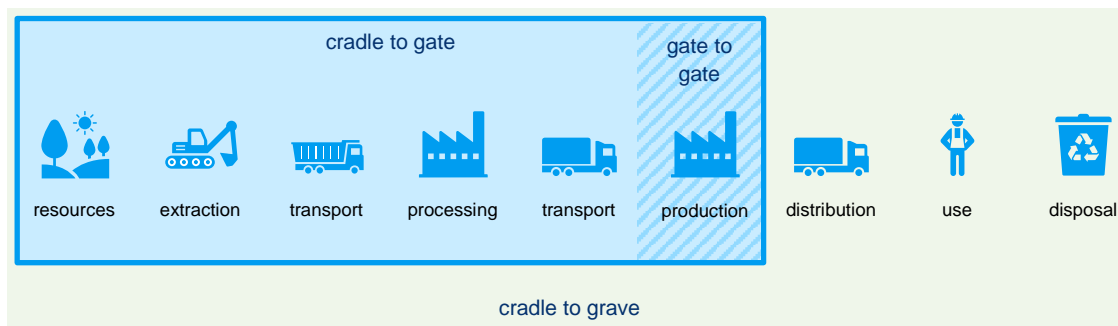 cradle to gate
gate to
gate
resources
extraction
transport
processing
transport
production
distribution
use
disposal
cradle to grave